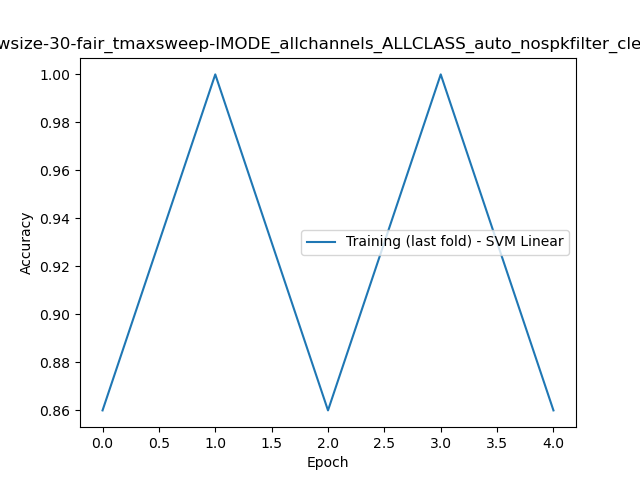 wsize-30-fair_tmaxsweep-IMODE_allchannels_ALLCLASS_auto_nospkfilter_cle
1.00
0.98
0.96
0.94
0.92
0.90
0.88
0.86
Accuracy
Training (last fold) - SVM Linear
0.0 0.5 1.0 1.5 2.0 2.5 3.0 3.5 4.0
Epoch